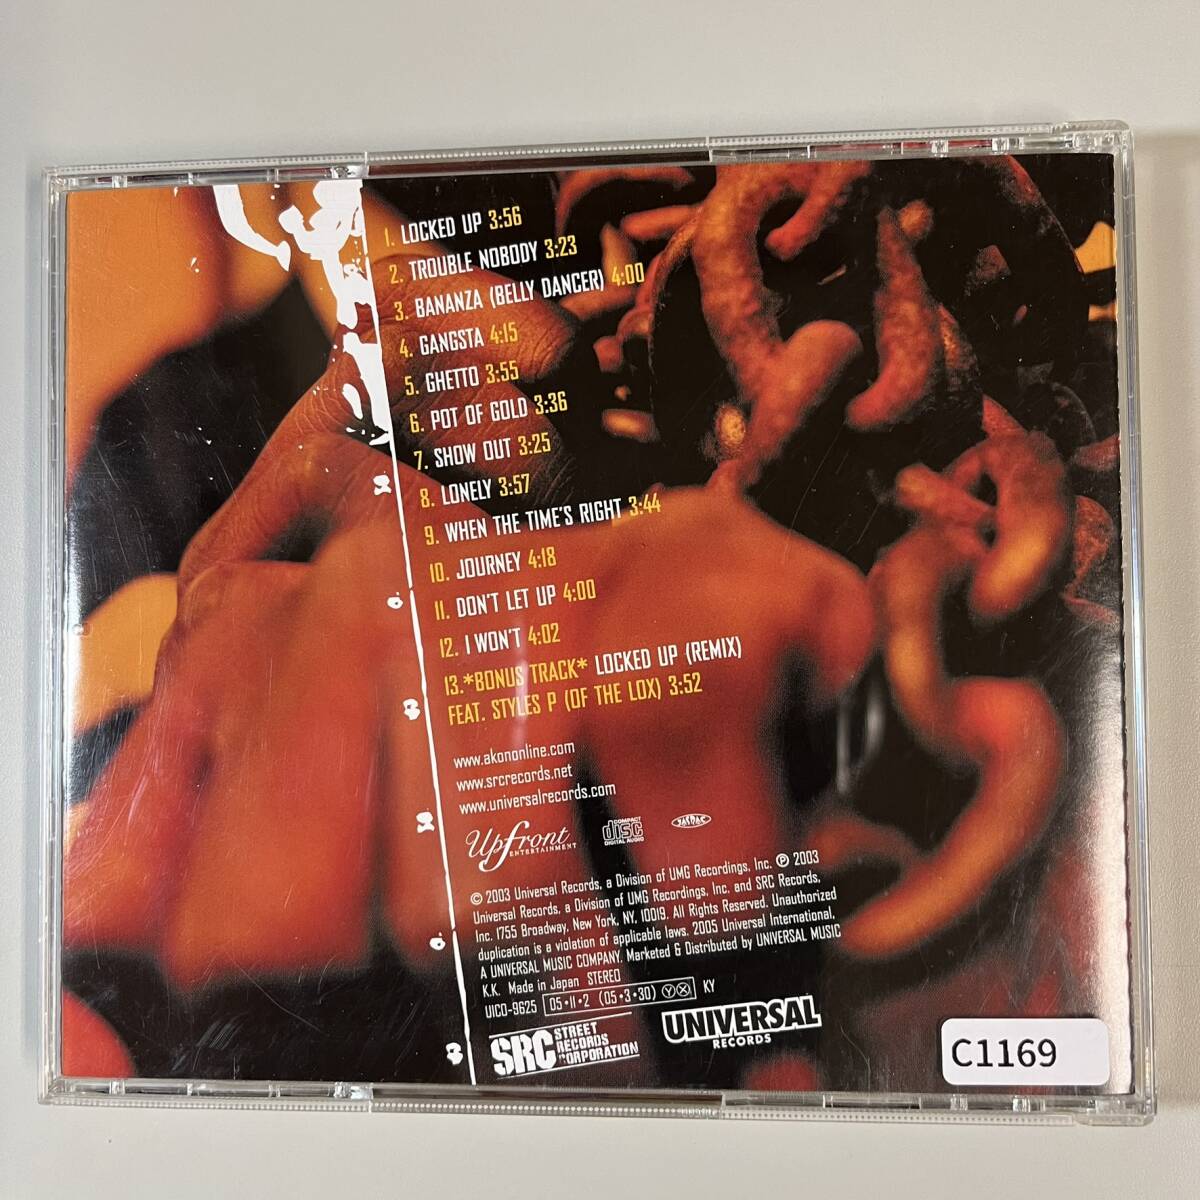 1. LOCKED UP 3:56
2. TROUBLE NOBODY 3:23
3. BANANZA (BELLY DANCER) 4:00
4. GANGSTA 4:15
5. GHETTO 3:55
6. POT OF GOLD 3:36
7. SHOW OUT 3:25
8. LONELY 3:57
9. WHEN THE TIME'S RIGHT 3:44
10. JOURNEY 4:18
11. DON'T LET UP 4:00
12. I WON'T 4:02
13.*BONUS TRACK* LOCKED UP (REMIX)
FEAT. STYLES P (OF THE LOX) 3:52
www.akononline.com
www.srcrecords.net
www.universalrecords.com
Upfront
ENTERTAINMENT
COMPACT
disc
DIGITAL AUDIO
JASRAC
© 2003 Universal Records, a Division of UMG Recordings, Inc. ℗ 2003
Universal Records, a Division of UMG Recordings, Inc. and SRC Records,
Inc. 1755 Broadway, New York, NY, 10019. All Rights Reserved. Unauthorized
duplication is a violation of applicable laws. 2005 Universal International,
A UNIVERSAL MUSIC COMPANY. Marketed & Distributed by UNIVERSAL MUSIC
K.K. Made in Japan STEREO
UICO-9625 05•11•2 (05•3•30) Ⓨ Ⓧ KY
SRC STREET
RECORDS
CORPORATION
UNIVERSAL
RECORDS
C1169